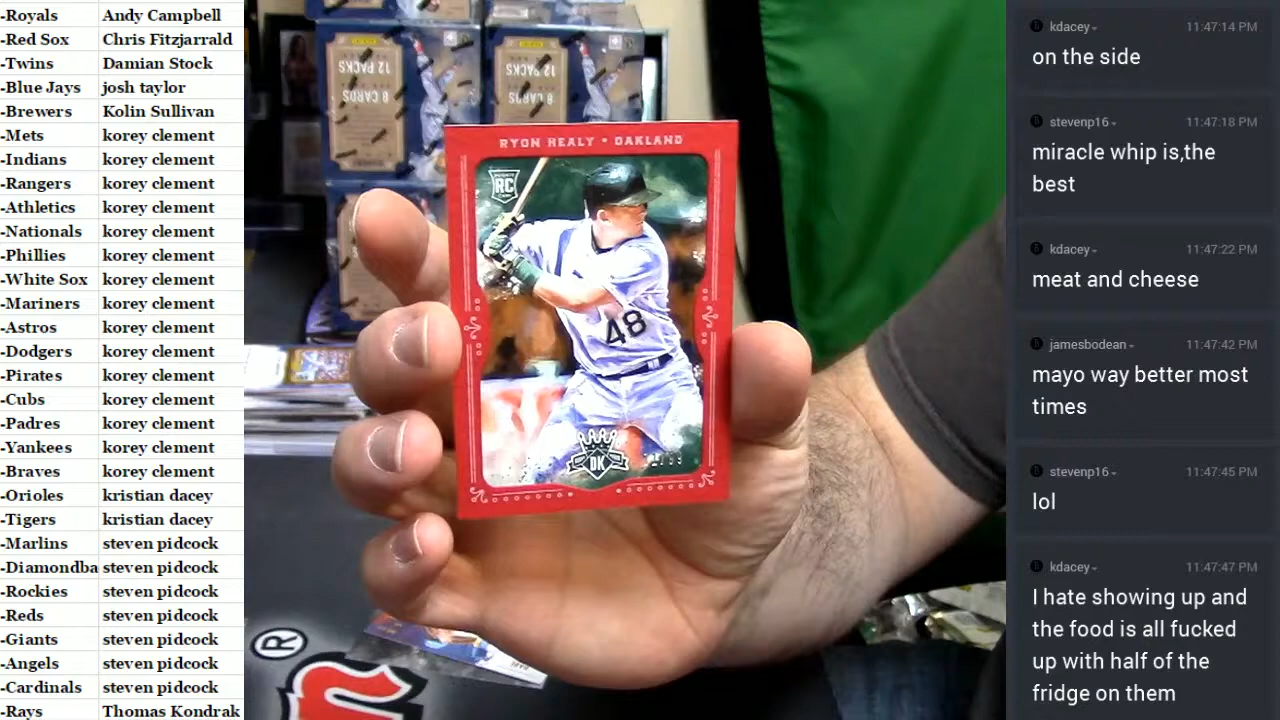 -Royals Andy Campbell
-Red Sox Chris Fitzjarrald
-Twins Damian Stock
-Blue Jays josh taylor
-Brewers Kolin Sullivan
-Mets korey clement
-Indians korey clement
-Rangers korey clement
-Athletics korey clement
-Nationals korey clement
-Phillies korey clement
-White Sox korey clement
-Mariners korey clement
-Astros korey clement
-Dodgers korey clement
-Pirates korey clement
-Cubs korey clement
-Padres korey clement
-Yankees korey clement
-Braves korey clement
-Orioles kristian dacey
-Tigers kristian dacey
-Marlins steven pidcock
-Diamondba steven pidcock
-Rockies steven pidcock
-Reds steven pidcock
-Giants steven pidcock
-Angels steven pidcock
-Cardinals steven pidcock
-Rays Thomas Kondrak
12 PACKS
8 CARDS
12 PACKS
8 CARDS
RYON HEALY • OAKLAND
RC
48
DK
®
kdacey 11:47:14 PM
on the side
stevenp16 11:47:18 PM
miracle whip is,the
best
kdacey 11:47:22 PM
meat and cheese
jamesbodean 11:47:42 PM
mayo way better most
times
stevenp16 11:47:45 PM
lol
kdacey 11:47:47 PM
I hate showing up and
the food is all fucked
up with half of the
fridge on them